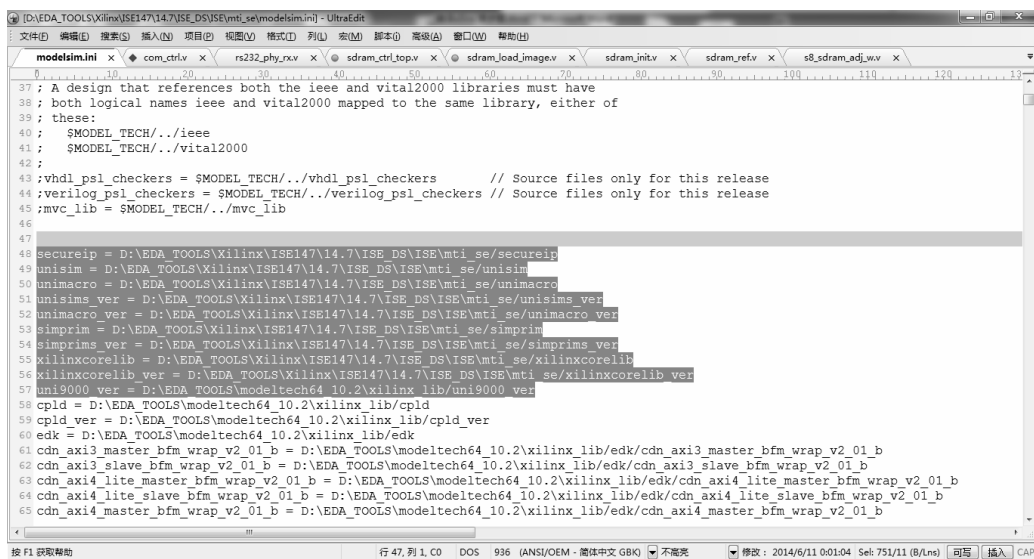 [D:\EDA_TOOLS\Xilinx\ISE147\14.7\ISE_DS\ISE\mti_se\modelsim.ini] - UltraEdit
文件(F) 编辑(E) 搜索(S) 插入(N) 项目(P) 视图(V) 格式(T) 列(L) 宏(M) 脚本(i) 高级(A) 窗口(W) 帮助(H)
modelsim.ini x com_ctrl.v x rs232_phy_rx.v x sdram_ctrl_top.v x sdram_load_image.v x sdram_init.v x sdram_ref.v x s8_sdram_adj_w.v x
0 10 20 30 40 50 60 70 80 90 100 110 120 13
37 ; A design that references both the ieee and vital2000 libraries must have
38 ; both logical names ieee and vital2000 mapped to the same library, either of
39 ; these:
40 ;   $MODEL_TECH/../ieee
41 ;   $MODEL_TECH/../vital2000
42 ;
43 ;vhdl_psl_checkers = $MODEL_TECH/../vhdl_psl_checkers       // Source files only for this release
44 ;verilog_psl_checkers = $MODEL_TECH/../verilog_psl_checkers // Source files only for this release
45 ;mvc_lib = $MODEL_TECH/../mvc_lib
46
47
48 secureip = D:\EDA_TOOLS\Xilinx\ISE147\14.7\ISE_DS\ISE\mti_se/secureip
49 unisim = D:\EDA_TOOLS\Xilinx\ISE147\14.7\ISE_DS\ISE\mti_se/unisim
50 unimacro = D:\EDA_TOOLS\Xilinx\ISE147\14.7\ISE_DS\ISE\mti_se/unimacro
51 unisims_ver = D:\EDA_TOOLS\Xilinx\ISE147\14.7\ISE_DS\ISE\mti_se/unisims_ver
52 unimacro_ver = D:\EDA_TOOLS\Xilinx\ISE147\14.7\ISE_DS\ISE\mti_se/unimacro_ver
53 simprim = D:\EDA_TOOLS\Xilinx\ISE147\14.7\ISE_DS\ISE\mti_se/simprim
54 simprims_ver = D:\EDA_TOOLS\Xilinx\ISE147\14.7\ISE_DS\ISE\mti_se/simprims_ver
55 xilinxcorelib = D:\EDA_TOOLS\Xilinx\ISE147\14.7\ISE_DS\ISE\mti_se/xilinxcorelib
56 xilinxcorelib_ver = D:\EDA_TOOLS\Xilinx\ISE147\14.7\ISE_DS\ISE\mti_se/xilinxcorelib_ver
57 uni9000_ver = D:\EDA_TOOLS\modeltech64_10.2\xilinx_lib/uni9000_ver
58 cpld = D:\EDA_TOOLS\modeltech64_10.2\xilinx_lib/cpld
59 cpld_ver = D:\EDA_TOOLS\modeltech64_10.2\xilinx_lib/cpld_ver
60 edk = D:\EDA_TOOLS\modeltech64_10.2\xilinx_lib/edk
61 cdn_axi3_master_bfm_wrap_v2_01_b = D:\EDA_TOOLS\modeltech64_10.2\xilinx_lib/edk/cdn_axi3_master_bfm_wrap_v2_01_b
62 cdn_axi3_slave_bfm_wrap_v2_01_b = D:\EDA_TOOLS\modeltech64_10.2\xilinx_lib/edk/cdn_axi3_slave_bfm_wrap_v2_01_b
63 cdn_axi4_lite_master_bfm_wrap_v2_01_b = D:\EDA_TOOLS\modeltech64_10.2\xilinx_lib/edk/cdn_axi4_lite_master_bfm_wrap_v2_01_b
64 cdn_axi4_lite_slave_bfm_wrap_v2_01_b = D:\EDA_TOOLS\modeltech64_10.2\xilinx_lib/edk/cdn_axi4_lite_slave_bfm_wrap_v2_01_b
65 cdn_axi4_master_bfm_wrap_v2_01_b = D:\EDA_TOOLS\modeltech64_10.2\xilinx_lib/edk/cdn_axi4_master_bfm_wrap_v2_01_b
按 F1 获取帮助 行 47, 列 1, C0 DOS 936 (ANSI/OEM - 简体中文 GBK) 不高亮 修改: 2014/6/11 0:01:04 Sel: 751/11 (B/Lns) 可写 插入 CAP